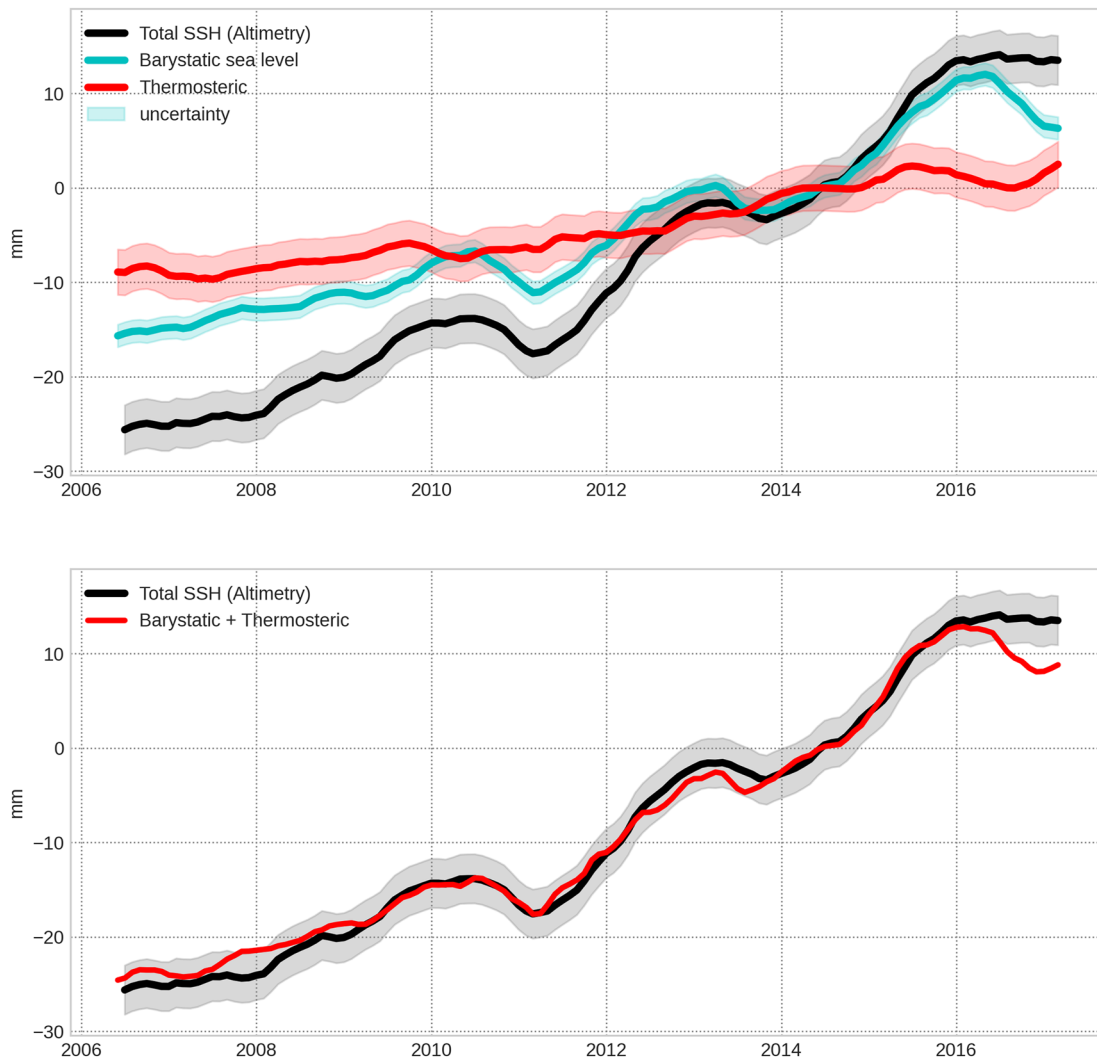 Total SSH (Altimetry)
Barystatic sea level
Thermosteric
uncertainty
10
0
−10
−20
−30
mm
2006 2008 2010 2012 2014 2016
Total SSH (Altimetry)
Barystatic + Thermosteric
10
0
−10
−20
−30
mm
2006 2008 2010 2012 2014 2016